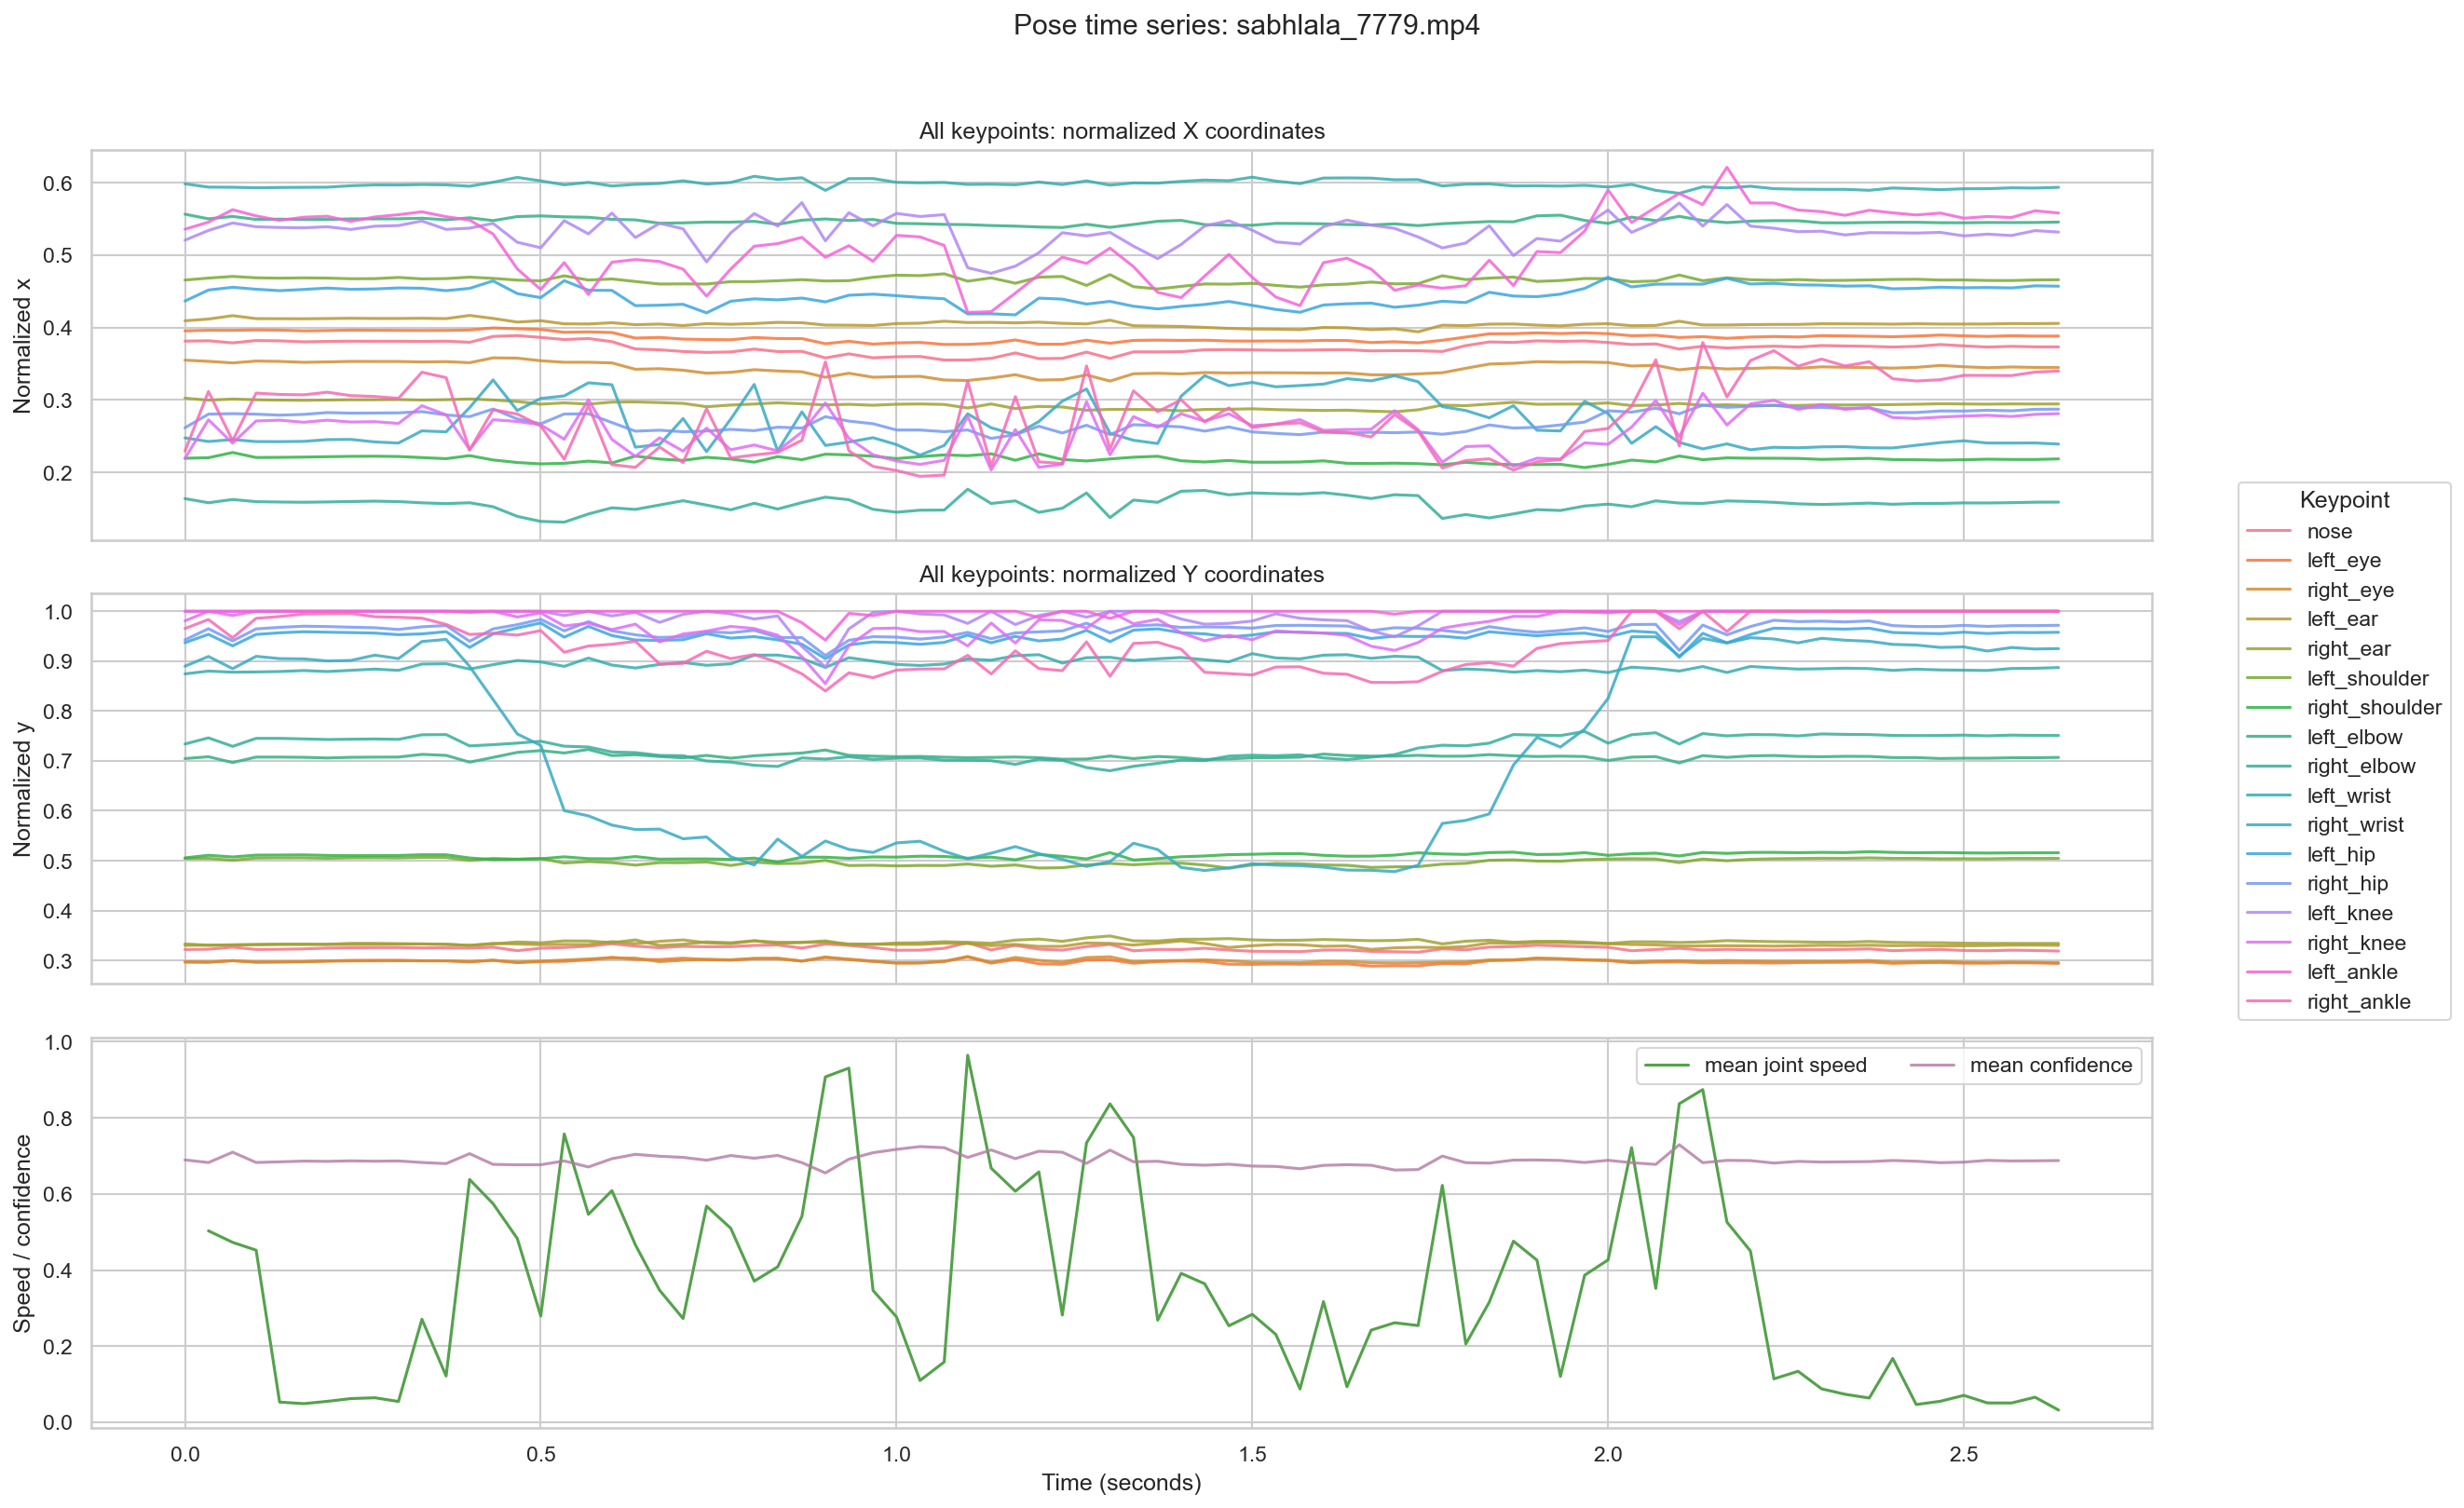 Pose time series: sabhlala_7779.mp4
All keypoints: normalized X coordinates
Normalized x
0.6
0.5
0.4
0.3
0.2
All keypoints: normalized Y coordinates
Normalized y
1.0
0.9
0.8
0.7
0.6
0.5
0.4
0.3
Keypoint
nose
left_eye
right_eye
left_ear
right_ear
left_shoulder
right_shoulder
left_elbow
right_elbow
left_wrist
right_wrist
left_hip
right_hip
left_knee
right_knee
left_ankle
right_ankle
Speed / confidence
1.0
0.8
0.6
0.4
0.2
0.0
mean joint speed
mean confidence
0.0
0.5
1.0
1.5
2.0
2.5
Time (seconds)